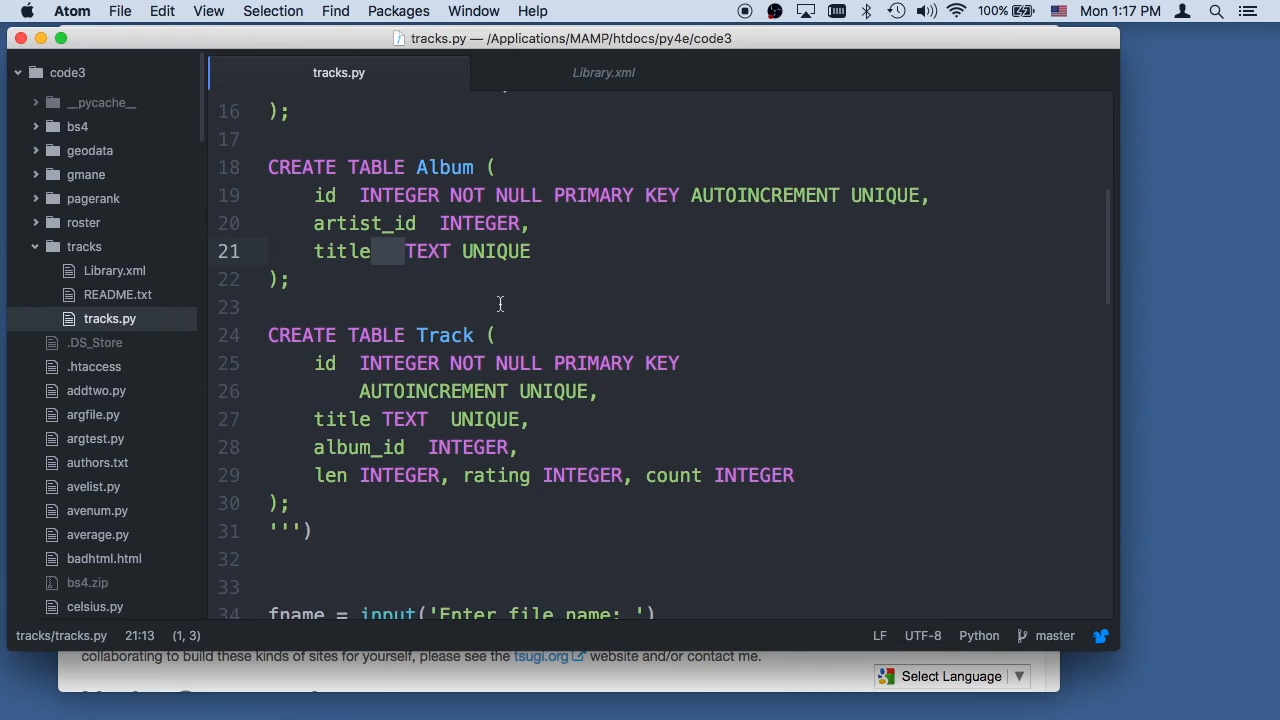 Atom File Edit View Selection Find Packages Window Help 100% Mon 1:17 PM
tracks.py — /Applications/MAMP/htdocs/py4e/code3
code3
tracks.py
Library.xml
__pycache__
bs4
geodata
gmane
pagerank
roster
tracks
Library.xml
README.txt
tracks.py
.DS_Store
.htaccess
addtwo.py
argfile.py
argtest.py
authors.txt
avelist.py
avenum.py
average.py
badhtml.html
bs4.zip
celsius.py
16 );
17
18 CREATE TABLE Album (
19 id  INTEGER NOT NULL PRIMARY KEY AUTOINCREMENT UNIQUE,
20 artist_id  INTEGER,
21 title   TEXT UNIQUE
22 );
23
24 CREATE TABLE Track (
25 id  INTEGER NOT NULL PRIMARY KEY
26 AUTOINCREMENT UNIQUE,
27 title TEXT  UNIQUE,
28 album_id  INTEGER,
29 len INTEGER, rating INTEGER, count INTEGER
30 );
31 ''')
32
33
34 fname = input('Enter file name: ')
tracks/tracks.py 21:13 (1, 3) LF UTF-8 Python master
collaborating to build these kinds of sites for yourself, please see the tsugi.org website and/or contact me.
Select Language ▼